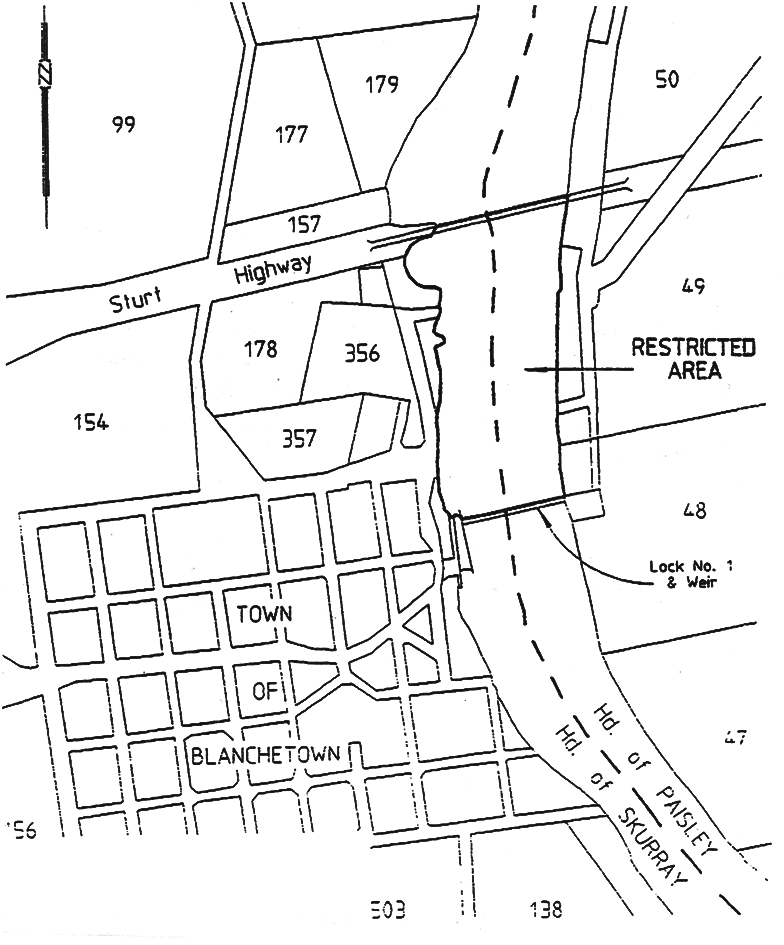 50
179
99
177
157
Sturt Highway
49
178
356
RESTRICTED
AREA
154
357
48
Lock No. 1
& Weir
TOWN
OF
BLANCHETOWN
Hd. of PAISLEY
Hd. of SKURRAY
47
156
503
138